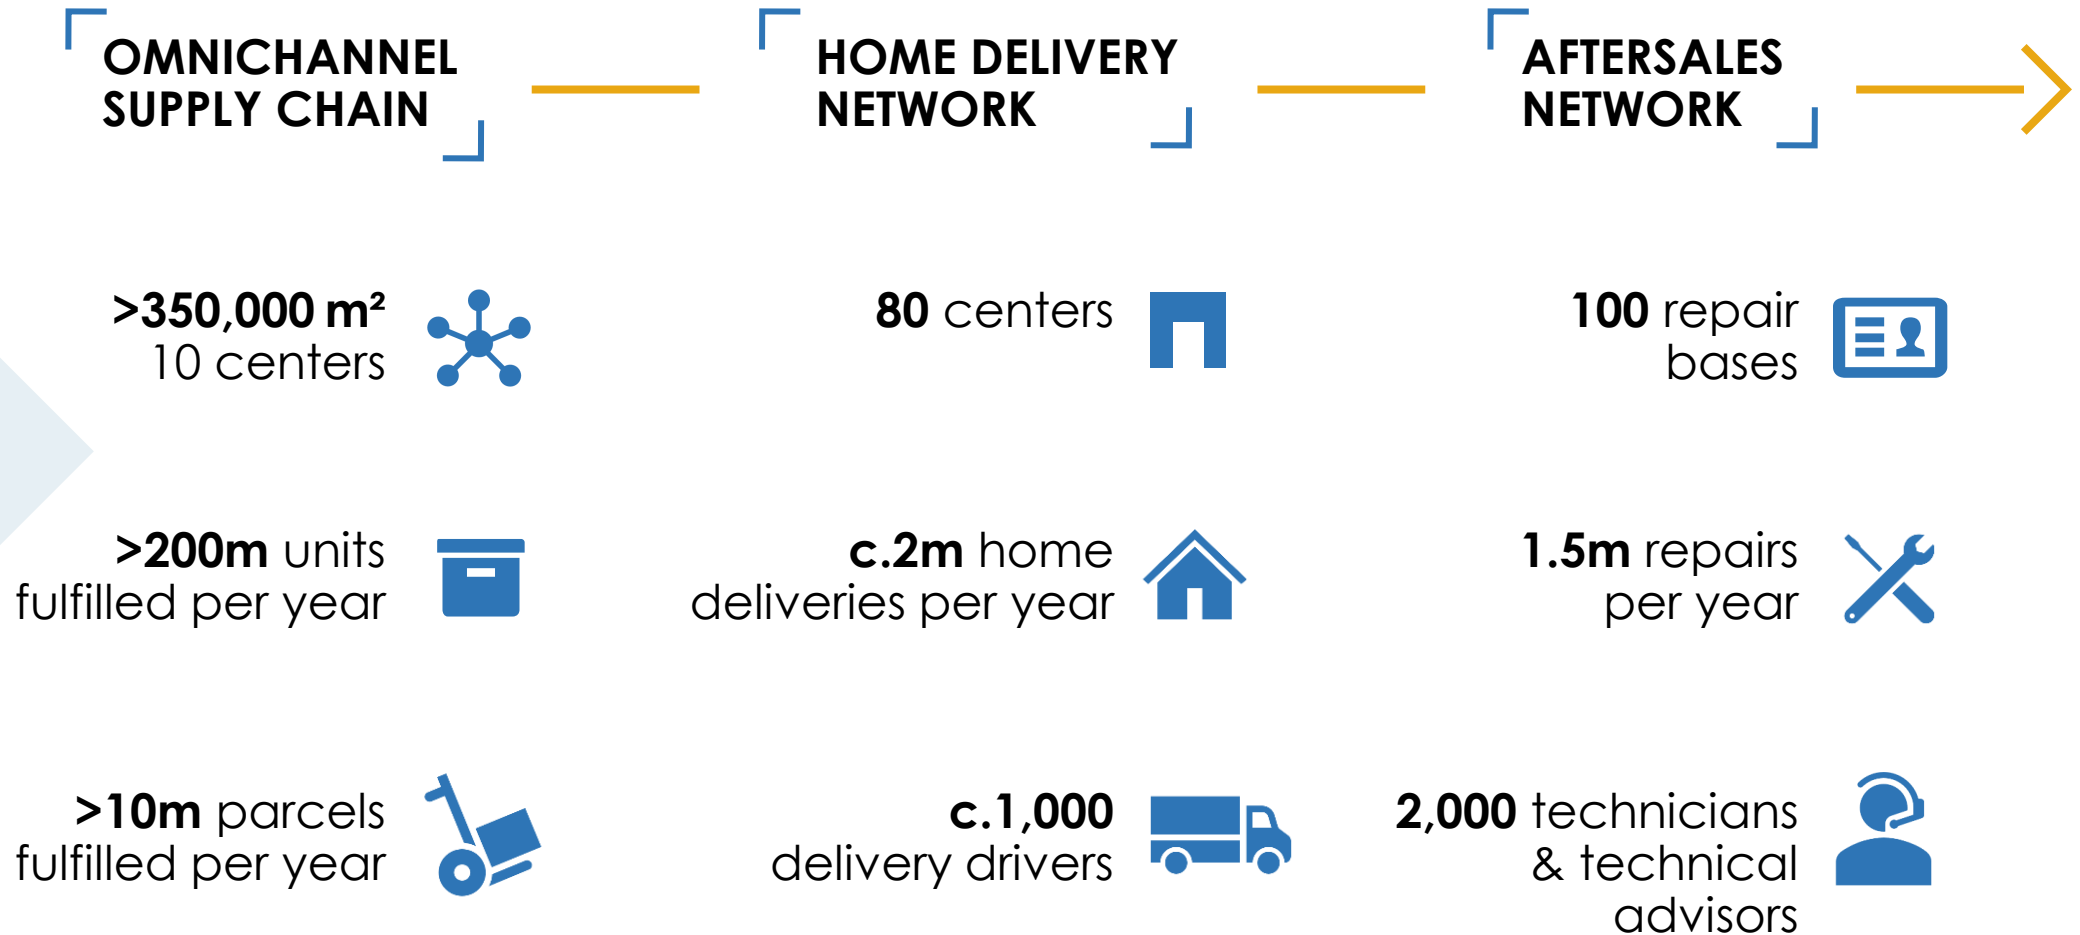 OMNICHANNEL
SUPPLY CHAIN
HOME DELIVERY
NETWORK
AFTERSALES
NETWORK
>350,000 m²
10 centers
80 centers
100 repair
bases
>200m units
fulfilled per year
c.2m home
deliveries per year
1.5m repairs
per year
>10m parcels
fulfilled per year
c.1,000
delivery drivers
2,000 technicians
& technical
advisors